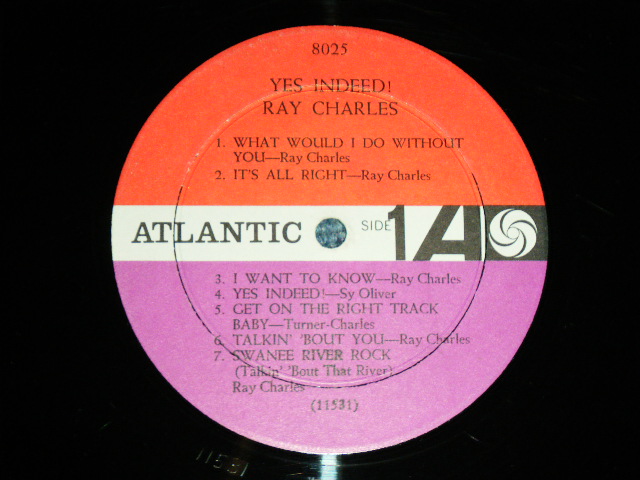 8025
YES INDEED!
RAY CHARLES
1. WHAT WOULD I DO WITHOUT
YOU—Ray Charles
2. IT'S ALL RIGHT—Ray Charles
ATLANTIC SIDE 1 A
3. I WANT TO KNOW—Ray Charles
4. YES INDEED!—Sy Oliver
5. GET ON THE RIGHT TRACK
BABY—Turner-Charles
6. TALKIN' 'BOUT YOU—Ray Charles
7. SWANEE RIVER ROCK
(Talkin' 'Bout That River)
Ray Charles
(11531)